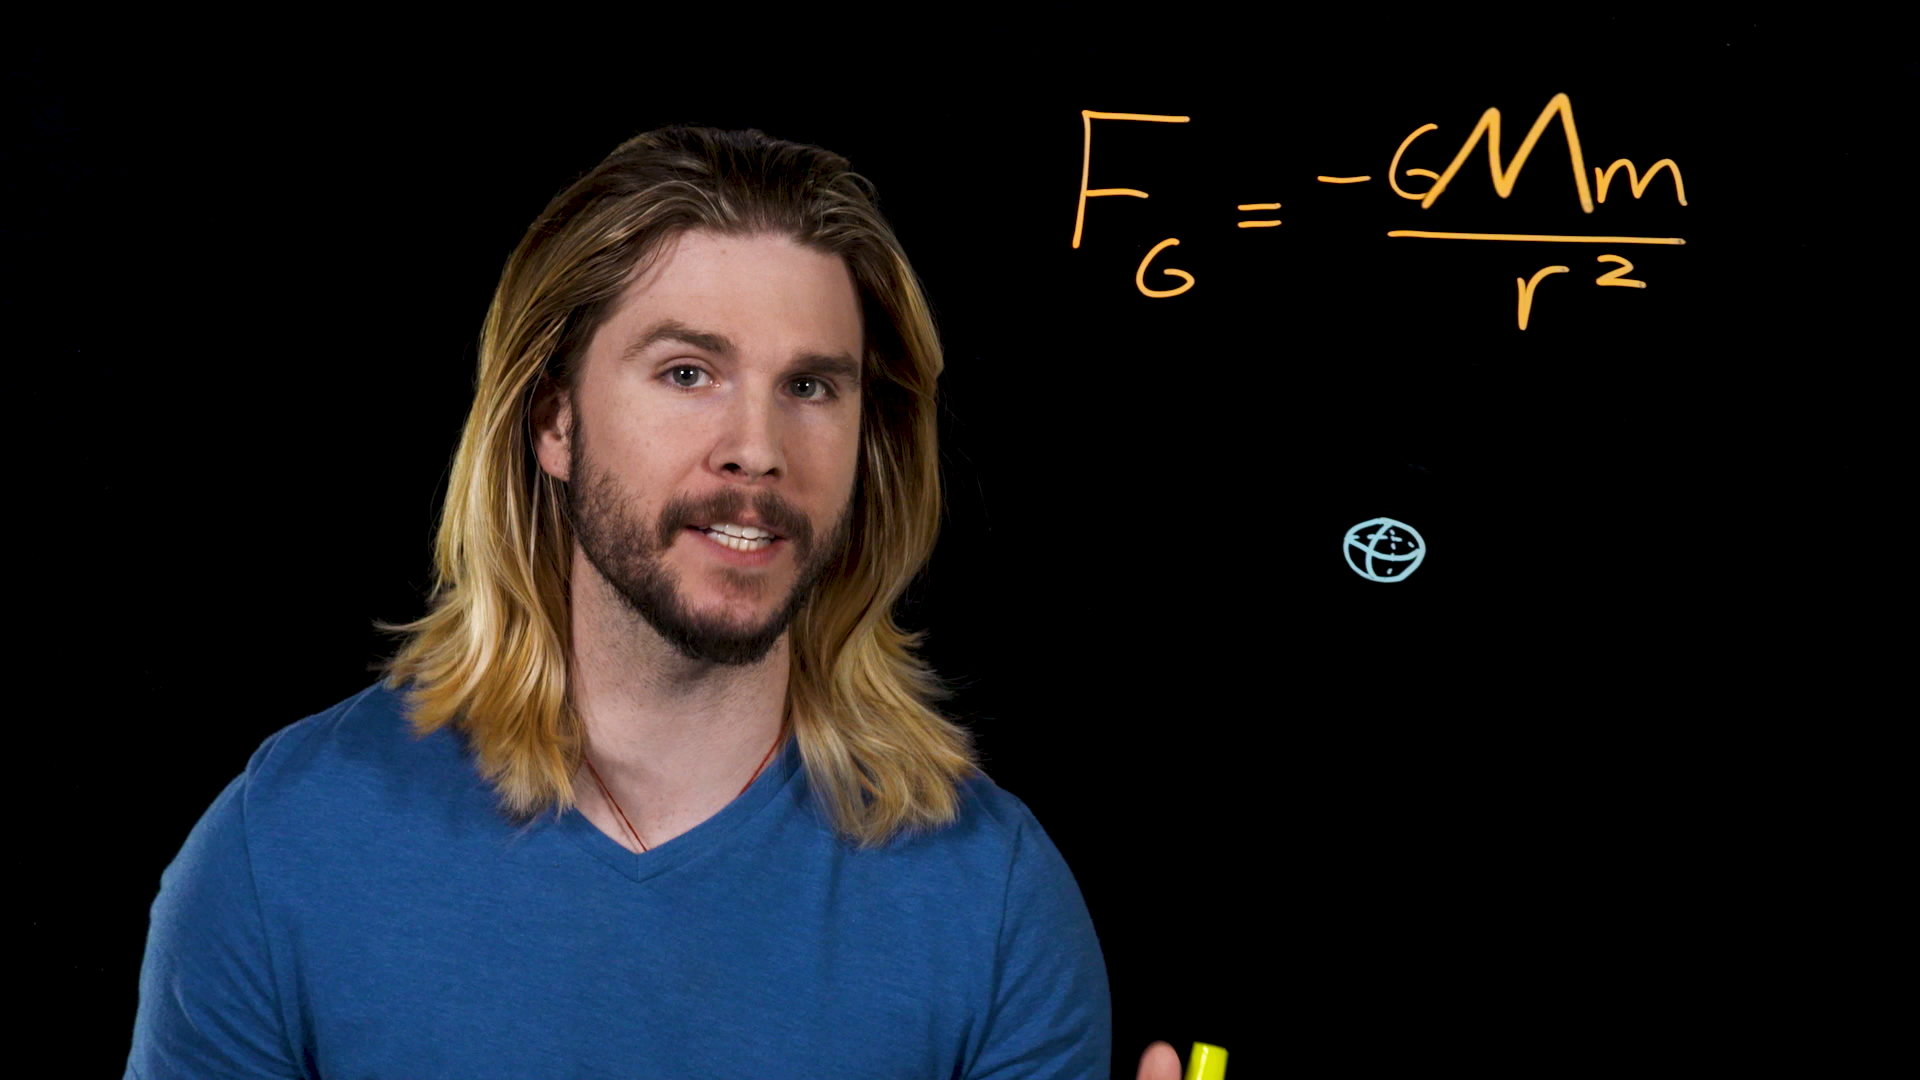 F_G = -GMm
r²